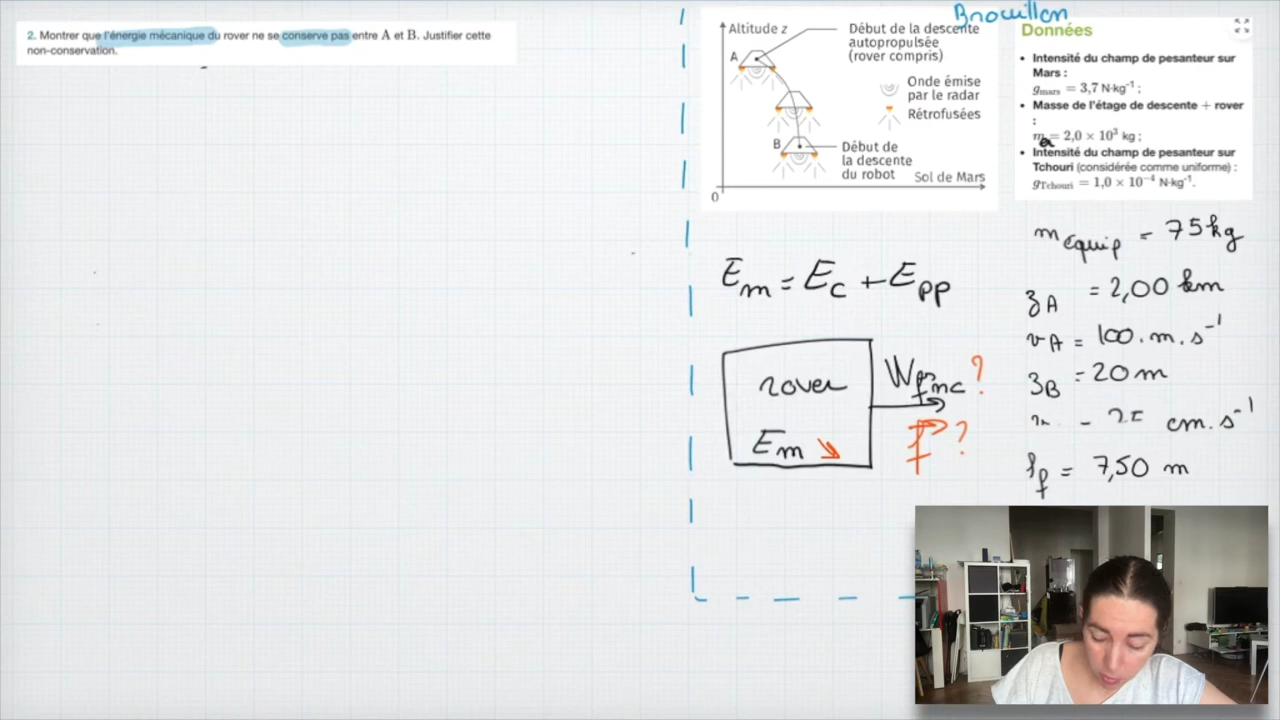 2. Montrer que l'énergie mécanique du rover ne se conserve pas entre A et B. Justifier cette
non-conservation.
Brouillon
Altitude z
A
B
0
Début de la descente
autopropulsée
(rover compris)
Onde émise
par le radar
Rétrofusées
Début de
la descente
du robot
Sol de Mars
Données
• Intensité du champ de pesanteur sur
Mars :
gmars = 3,7 N·kg⁻¹ ;
• Masse de l'étage de descente + rover
:
= 2,0 × 10³ kg ;
• Intensité du champ de pesanteur sur
Tchouri (considérée comme uniforme) :
gTchouri = 1,0 × 10⁻⁴ N·kg⁻¹.
Em = Ec + Epp
rover
Em ↘
Wfnc ?
f ?
m équip = 75 kg
zA = 2,00 km
vA = 100. m. s⁻¹
zB = 20 m
cm. s⁻¹
= 7,50 m